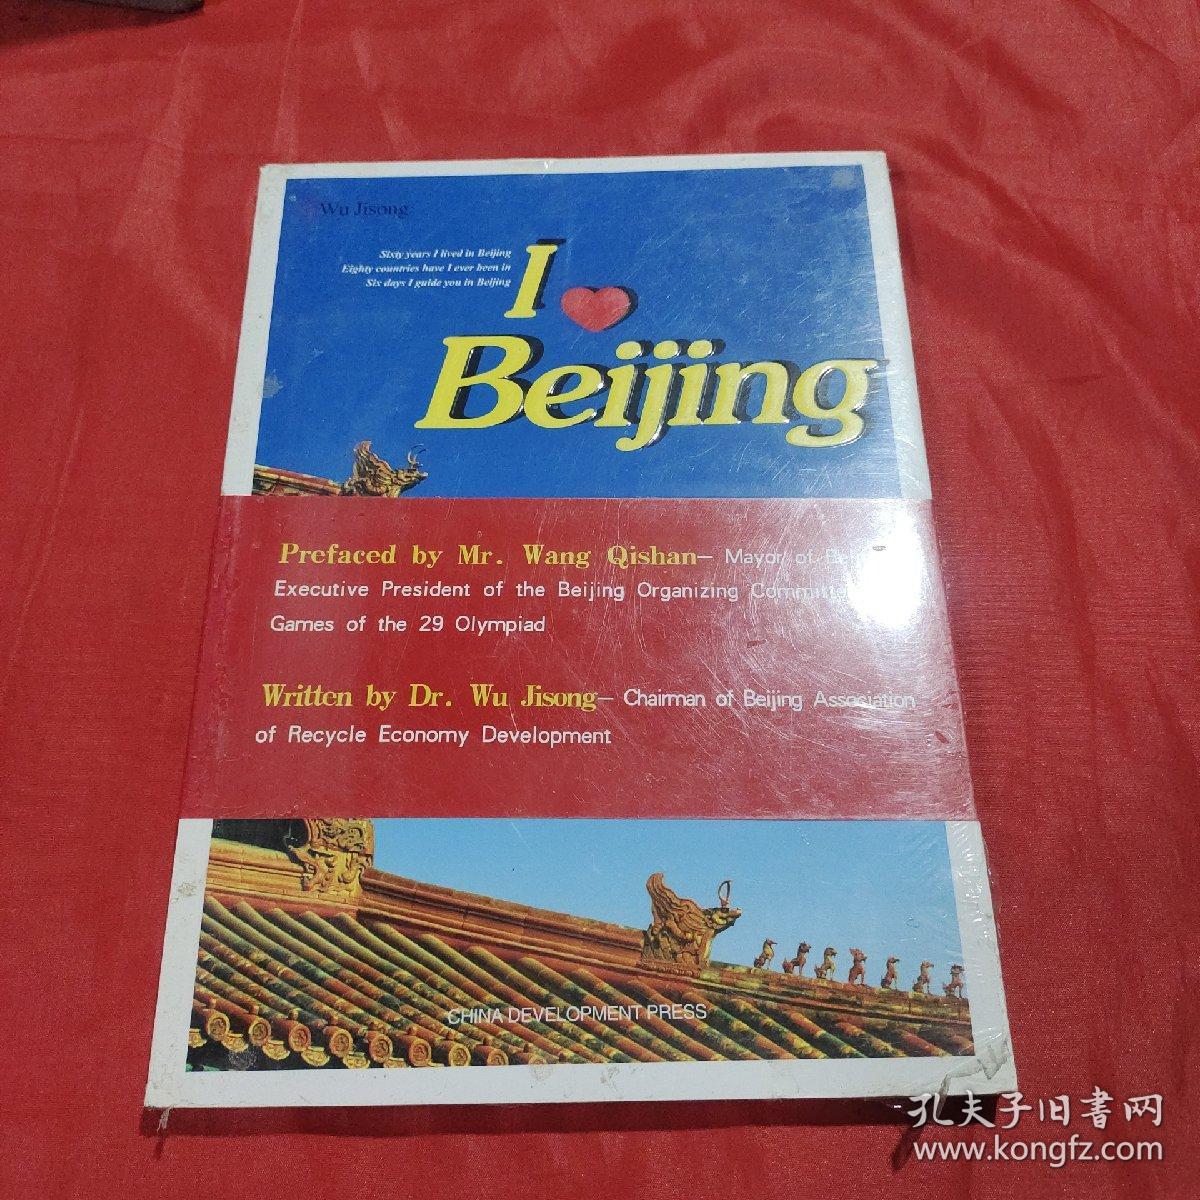 Wu Jisong
Sixty years I lived in Beijing
Eighty countries have I ever been in
Six days I guide you in Beijing
I ❤
Beijing
Prefaced by Mr. Wang Qishan— Mayor of
Executive President of the Beijing Organizing
Games of the 29 Olympiad
Written by Dr. Wu Jisong— Chairman of Beijing Association
of Recycle Economy Development
CHINA DEVELOPMENT PRESS
孔夫子旧書网
www.kongfz.com